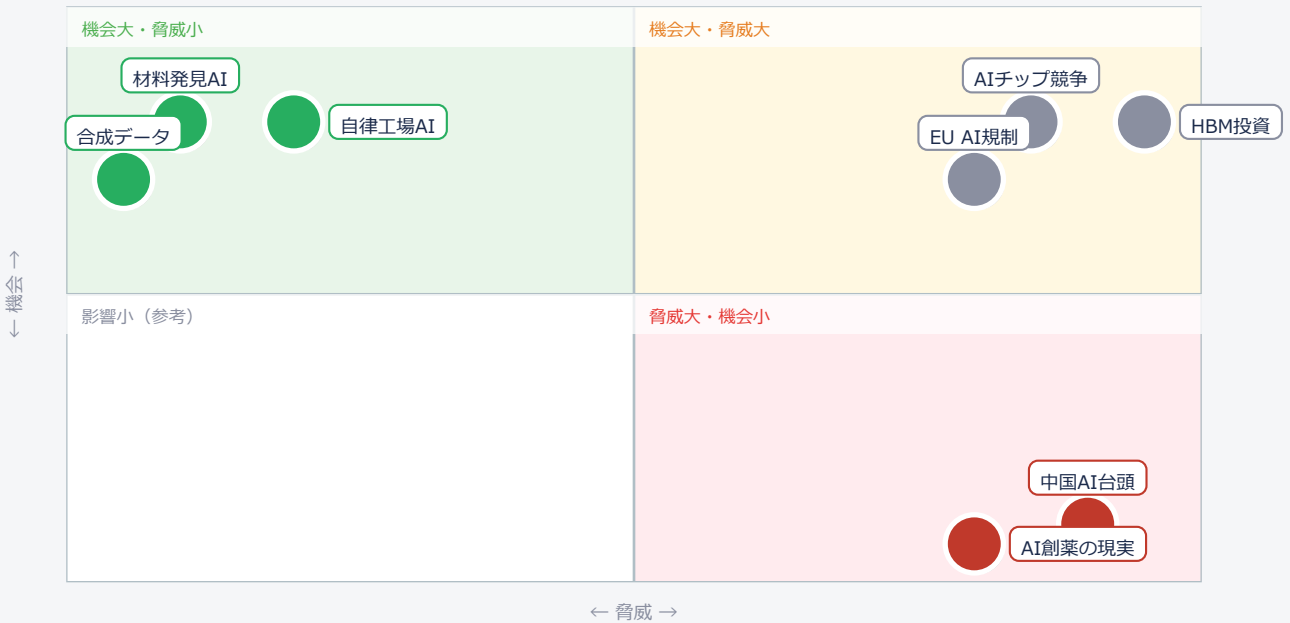 機会大・脅威小
機会大・脅威大
材料発見AI
AIチップ競争
合成データ
自律工場AI
EU AI規制
HBM投資
← 機会 →
影響小（参考）
脅威大・機会小
中国AI台頭
AI創薬の現実
← 脅威 →